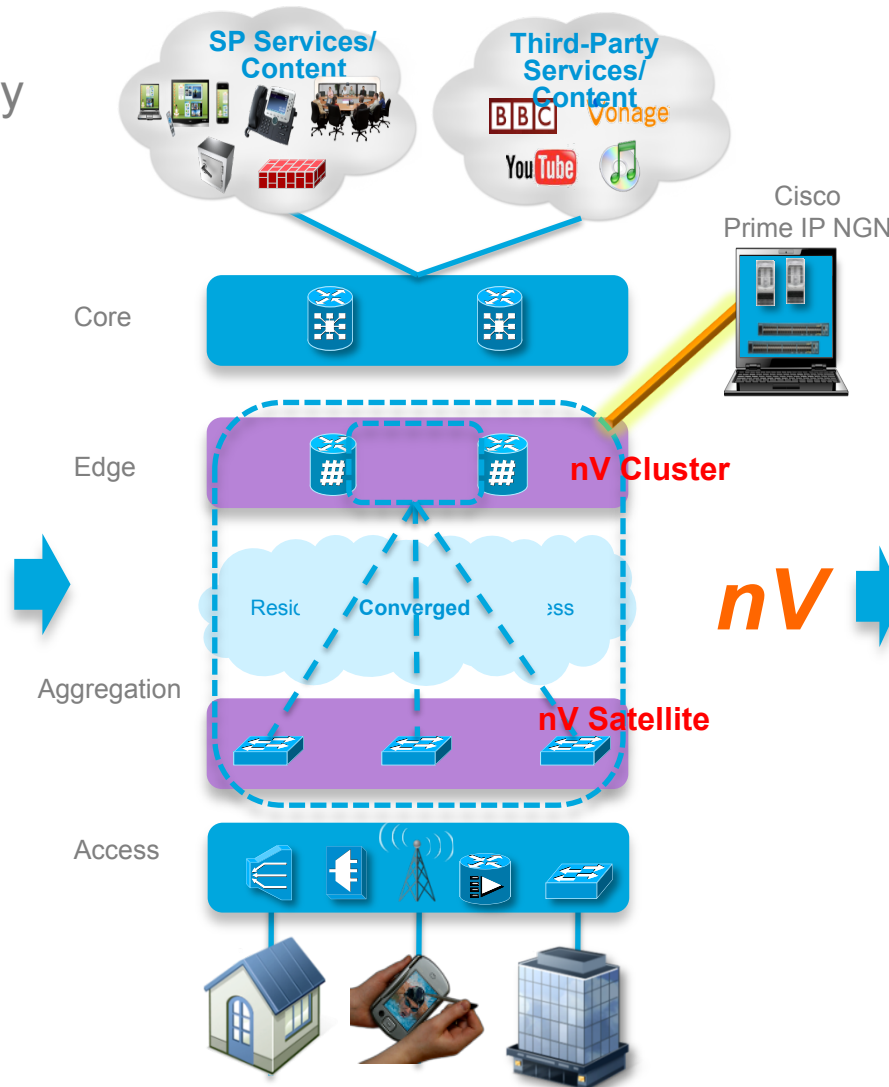 y
SP Services/
Content
Third-Party
Services/
Content
BBC
Vonage
YouTube
Cisco
Prime IP NGN
Core
Edge
nV Cluster
Resid
Converged
ess
nV
Aggregation
nV Satellite
Access